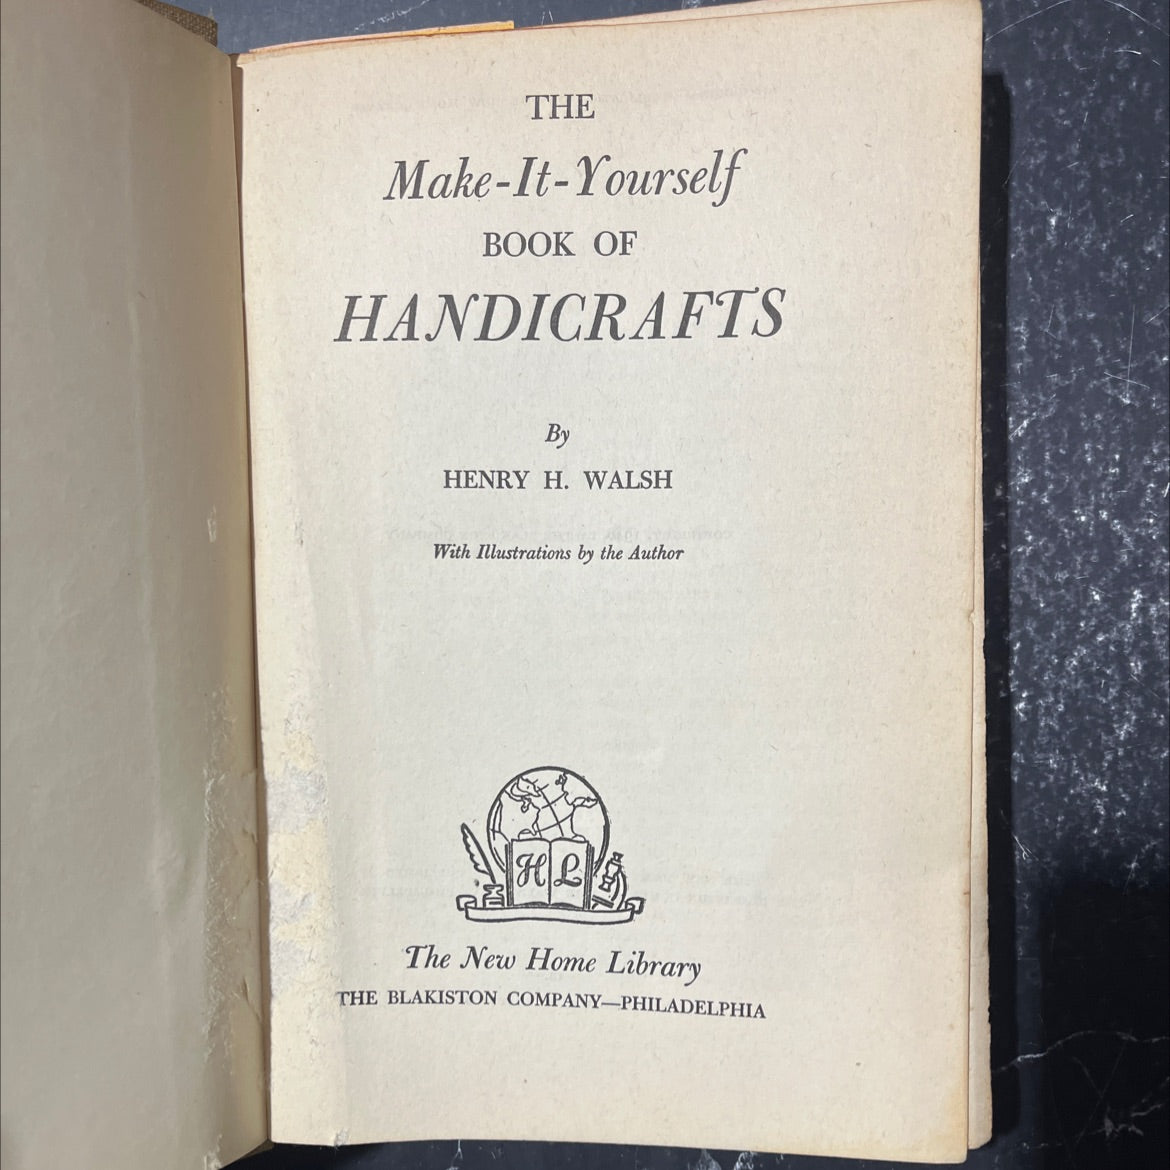 THE
Make-It-Yourself
BOOK OF
HANDICRAFTS
By
HENRY H. WALSH
With Illustrations by the Author
H L
The New Home Library
THE BLAKISTON COMPANY—PHILADELPHIA